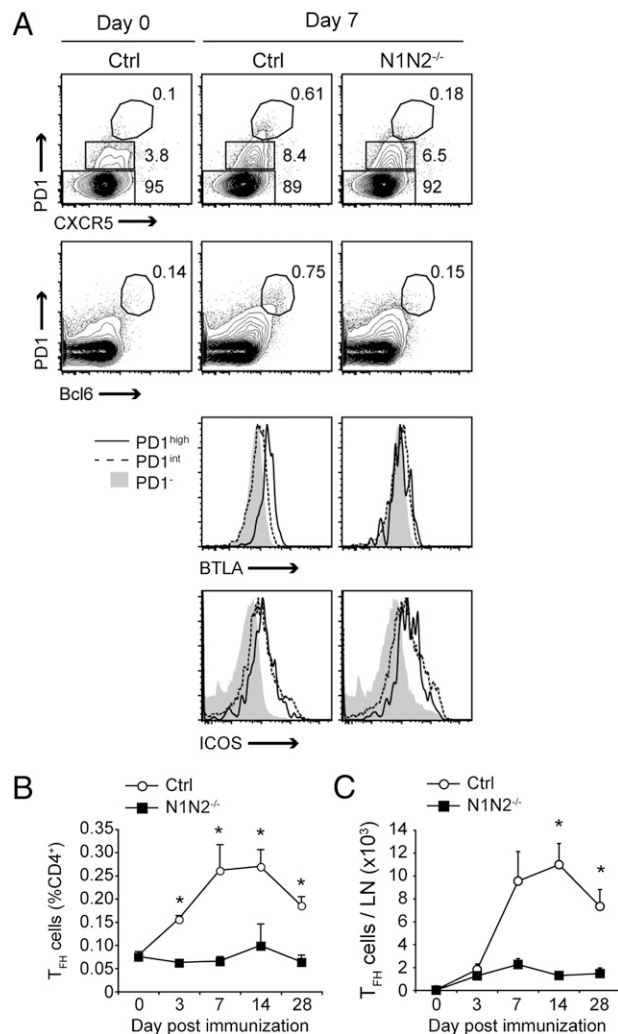 A
Day 0 Day 7
Ctrl Ctrl N1N2-/-
0.1 0.61 0.18
3.8 8.4 6.5
95 89 92
PD1
CXCR5
0.14 0.75 0.15
PD1
Bcl6
PD1high
PD1int
PD1-
BTLA
ICOS
B
Ctrl
N1N2-/-
0.35
0.30
0.25
0.20
0.15
0.10
0.05
0.00
TFH cells (%CD4+)
* * * *
0 3 7 14 28
Day post immunization
C
Ctrl
N1N2-/-
14
12
10
8
6
4
2
0
TFH cells / LN (x103)
* *
0 3 7 14 28
Day post immunization